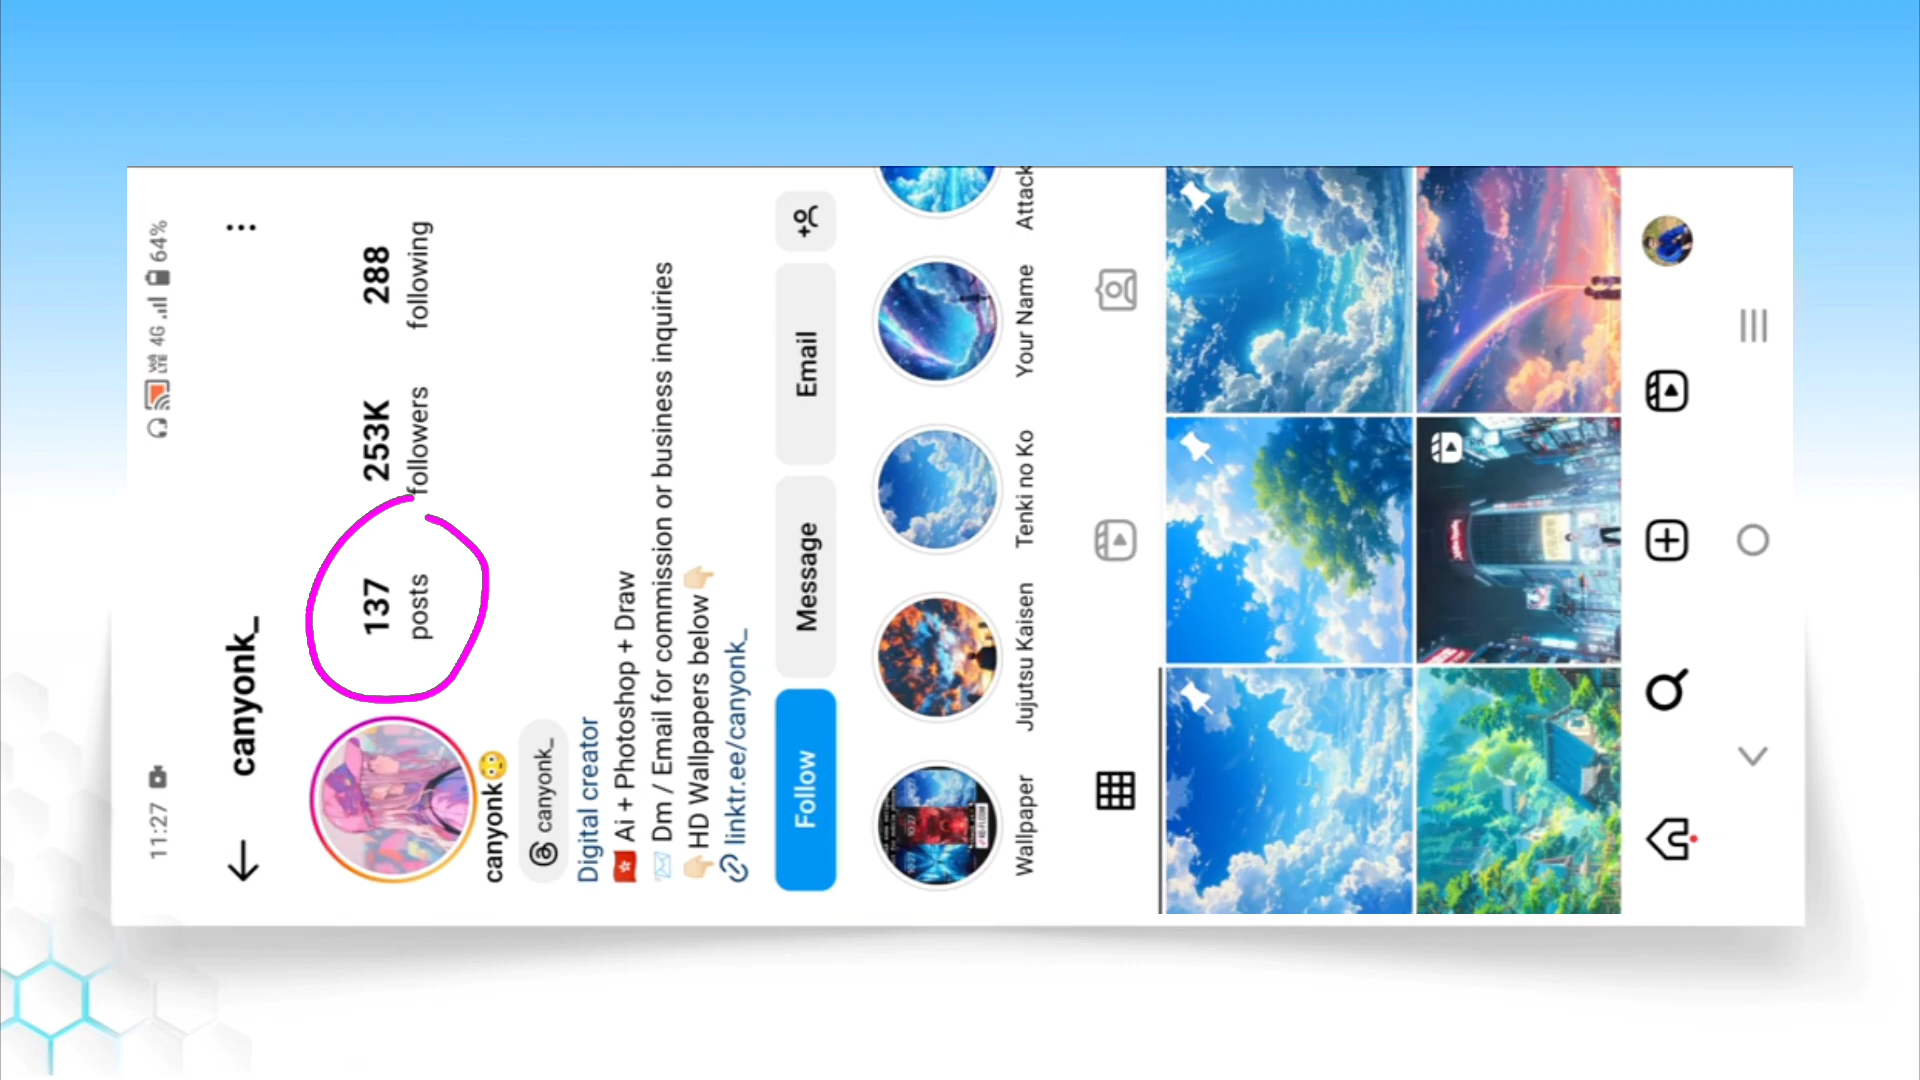 11:27 4G 64%
canyonk_
137 253K 288
posts followers following
canyonk😳
canyonk_
Digital creator
🇭🇰 Ai + Photoshop + Draw
✉️ Dm / Email for commission or business inquiries
👉🏻 HD Wallpapers below 👇🏻
linktr.ee/canyonk_
Follow Message Email
Wallpaper Jujutsu Kaisen Tenki no Ko Your Name Attack